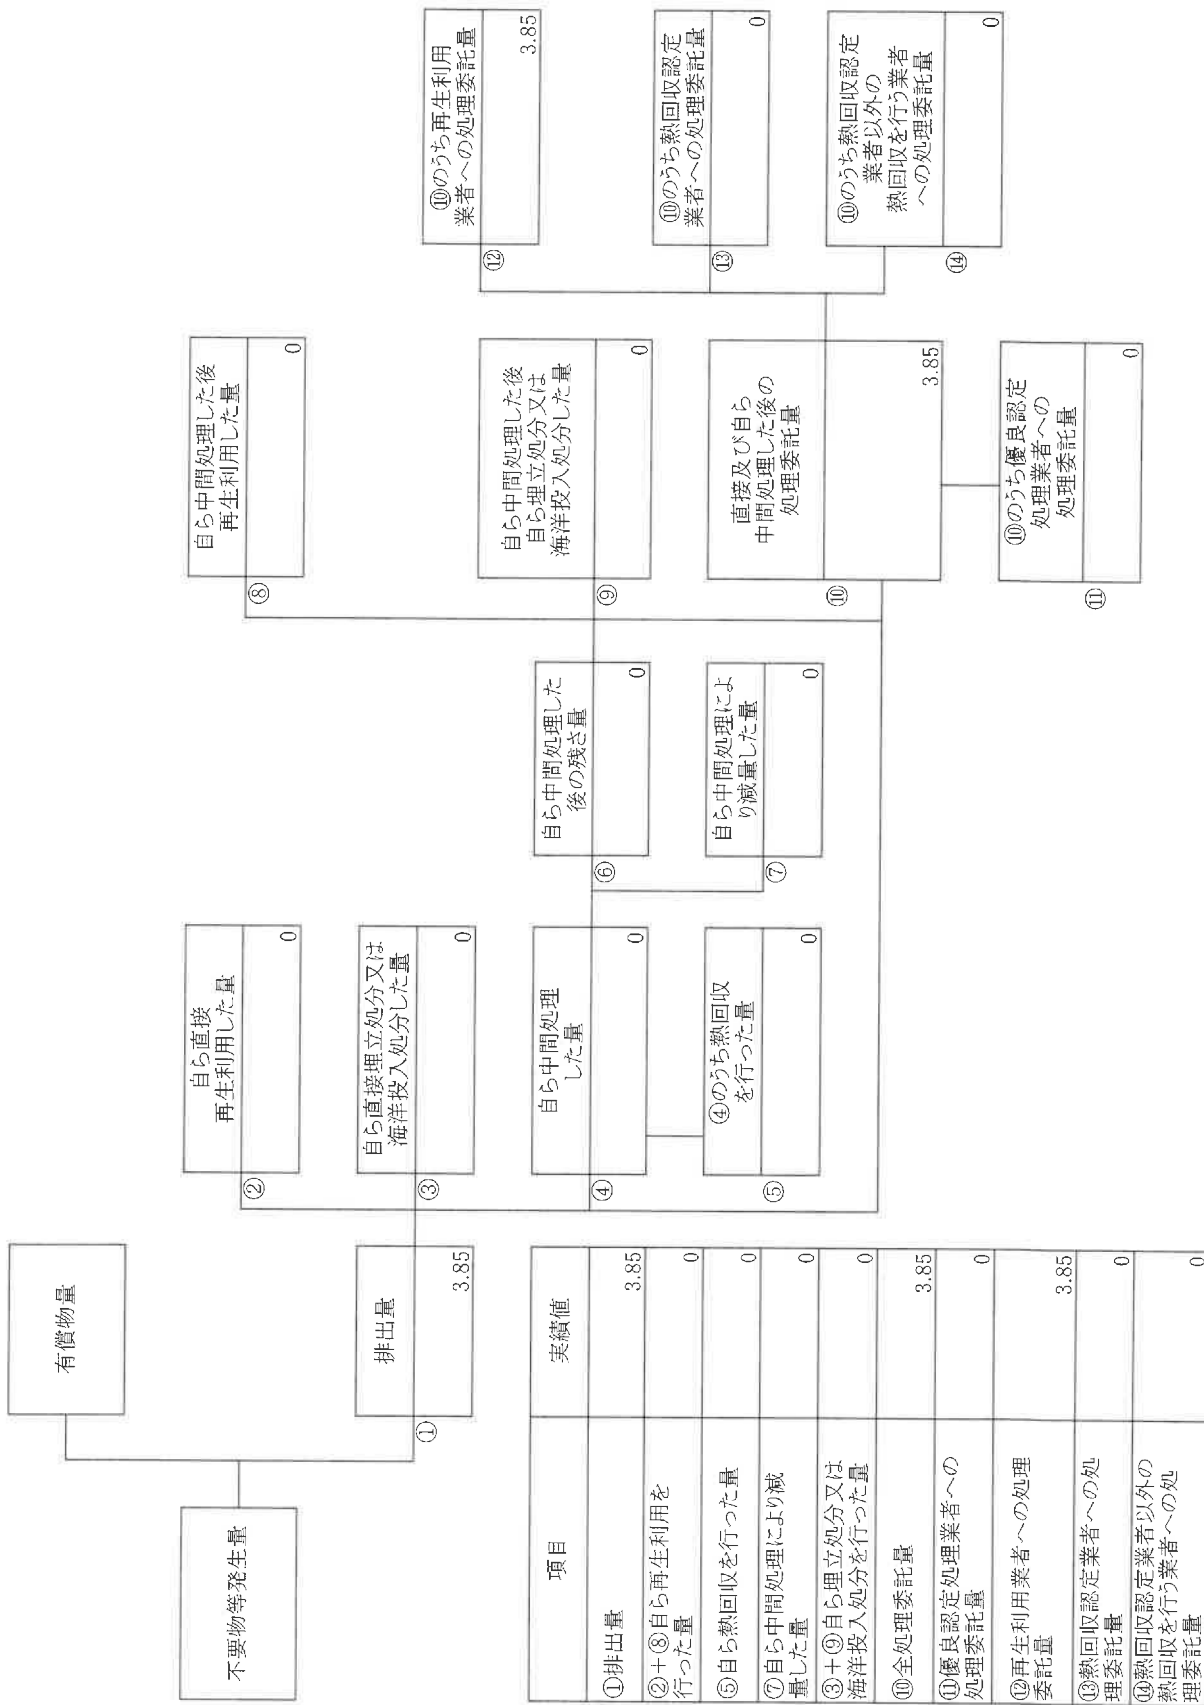 不要物等発生量
有償物量
①
排出量
3.85
②
自ら直接
再生利用した量
0
③
自ら直接埋立処分又は
海洋投入処分した量
0
④
自ら中間処理
した量
0
⑤
④のうち熱回収
を行った量
0
⑥
自ら中間処理した
後の残さ量
0
⑦
自ら中間処理によ
り減量した量
0
⑧
自ら中間処理した後
再生利用した量
0
⑨
自ら中間処理した後
自ら埋立処分又は
海洋投入処分した量
0
⑩
直接及び自ら
中間処理した後の
処理委託量
3.85
⑪
⑩のうち優良認定
処理業者への
処理委託量
0
⑫
⑩のうち再生利用
業者への処理委託量
3.85
⑬
⑩のうち熱回収認定
業者への処理委託量
0
⑭
⑩のうち熱回収認定
業者以外の
熱回収を行う業者
への処理委託量
0
項目 実績値
①排出量 3.85
②+⑧自ら再生利用を
行った量 0
⑤自ら熱回収を行った量 0
⑦自ら中間処理により減
量した量 0
③+⑨自ら埋立処分又は
海洋投入処分を行った量 0
⑩全処理委託量 3.85
⑪優良認定処理業者への
処理委託量 0
⑫再生利用業者への処理
委託量 3.85
⑬熱回収認定業者への処
理委託量 0
⑭熱回収認定業者以外の
熱回収を行う業者への処
理委託量 0